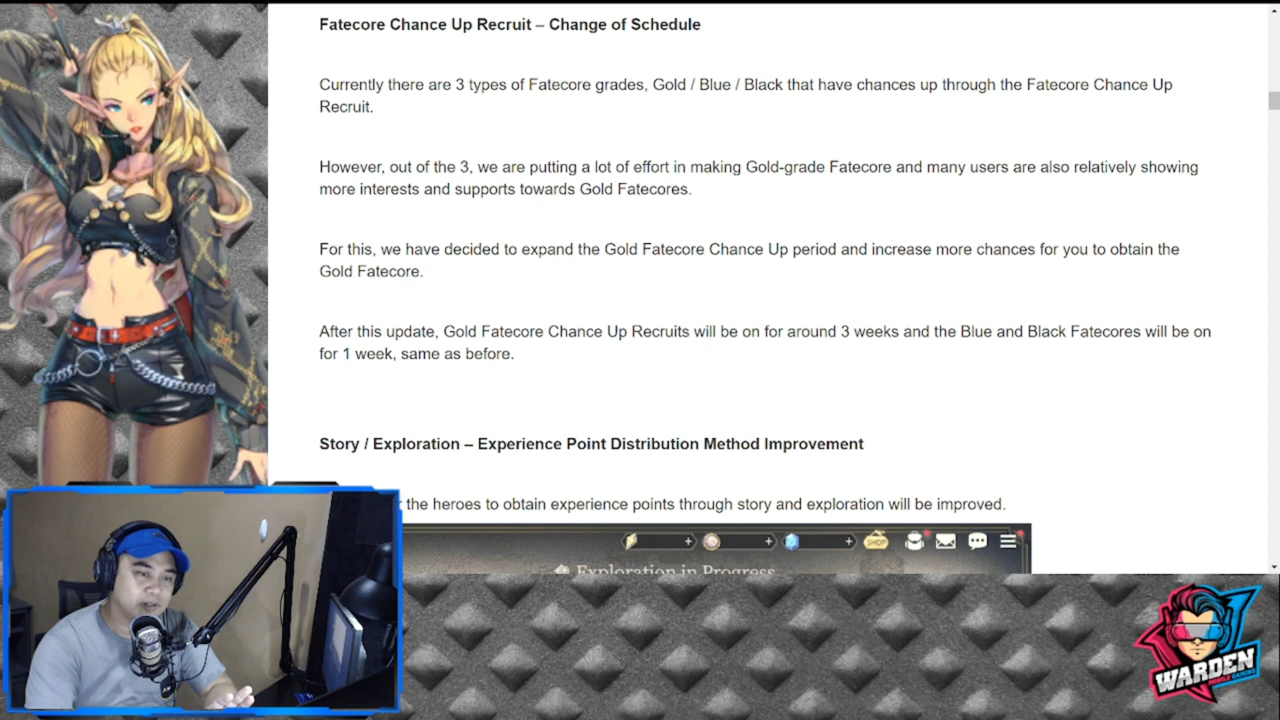 Fatecore Chance Up Recruit – Change of Schedule
Currently there are 3 types of Fatecore grades, Gold / Blue / Black that have chances up through the Fatecore Chance Up
Recruit.
However, out of the 3, we are putting a lot of effort in making Gold-grade Fatecore and many users are also relatively showing
more interests and supports towards Gold Fatecores.
For this, we have decided to expand the Gold Fatecore Chance Up period and increase more chances for you to obtain the
Gold Fatecore.
After this update, Gold Fatecore Chance Up Recruits will be on for around 3 weeks and the Blue and Black Fatecores will be on
for 1 week, same as before.
Story / Exploration – Experience Point Distribution Method Improvement
the heroes to obtain experience points through story and exploration will be improved.
SHOP
Exploration in Progress
WARDEN
MOBILE GAMING